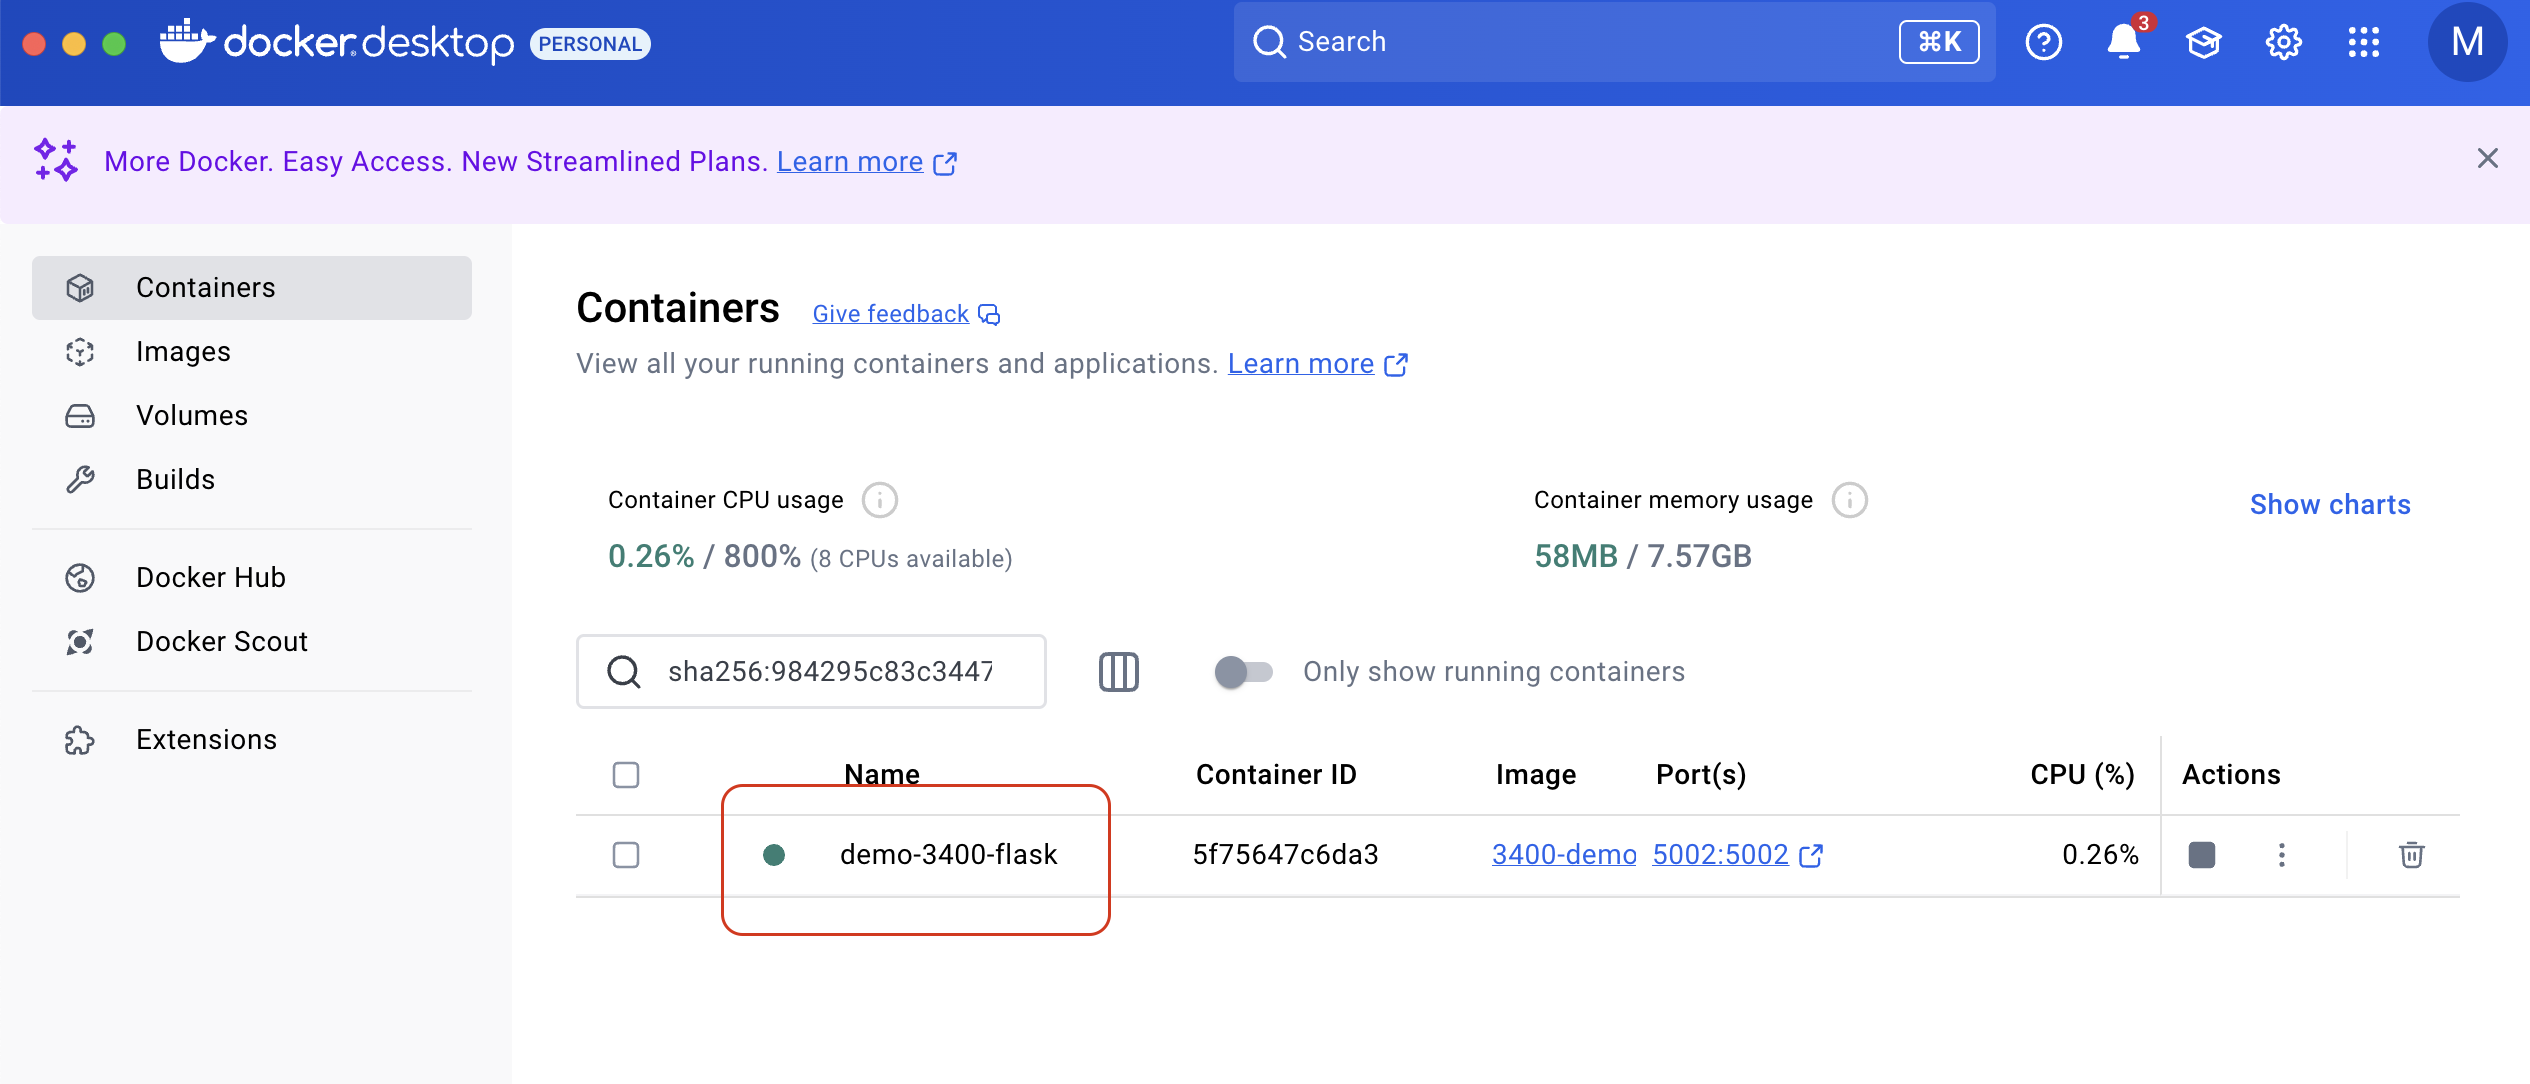 docker desktop PERSONAL
Search ⌘K
3
M
More Docker. Easy Access. New Streamlined Plans. Learn more
Containers
Images
Volumes
Builds
Docker Hub
Docker Scout
Extensions
Containers Give feedback
View all your running containers and applications. Learn more
Container CPU usage
0.26% / 800% (8 CPUs available)
Container memory usage
58MB / 7.57GB
Show charts
sha256:984295c83c3447
Only show running containers
Name Container ID Image Port(s) CPU (%) Actions
demo-3400-flask 5f75647c6da3 3400-demo 5002:5002 0.26%